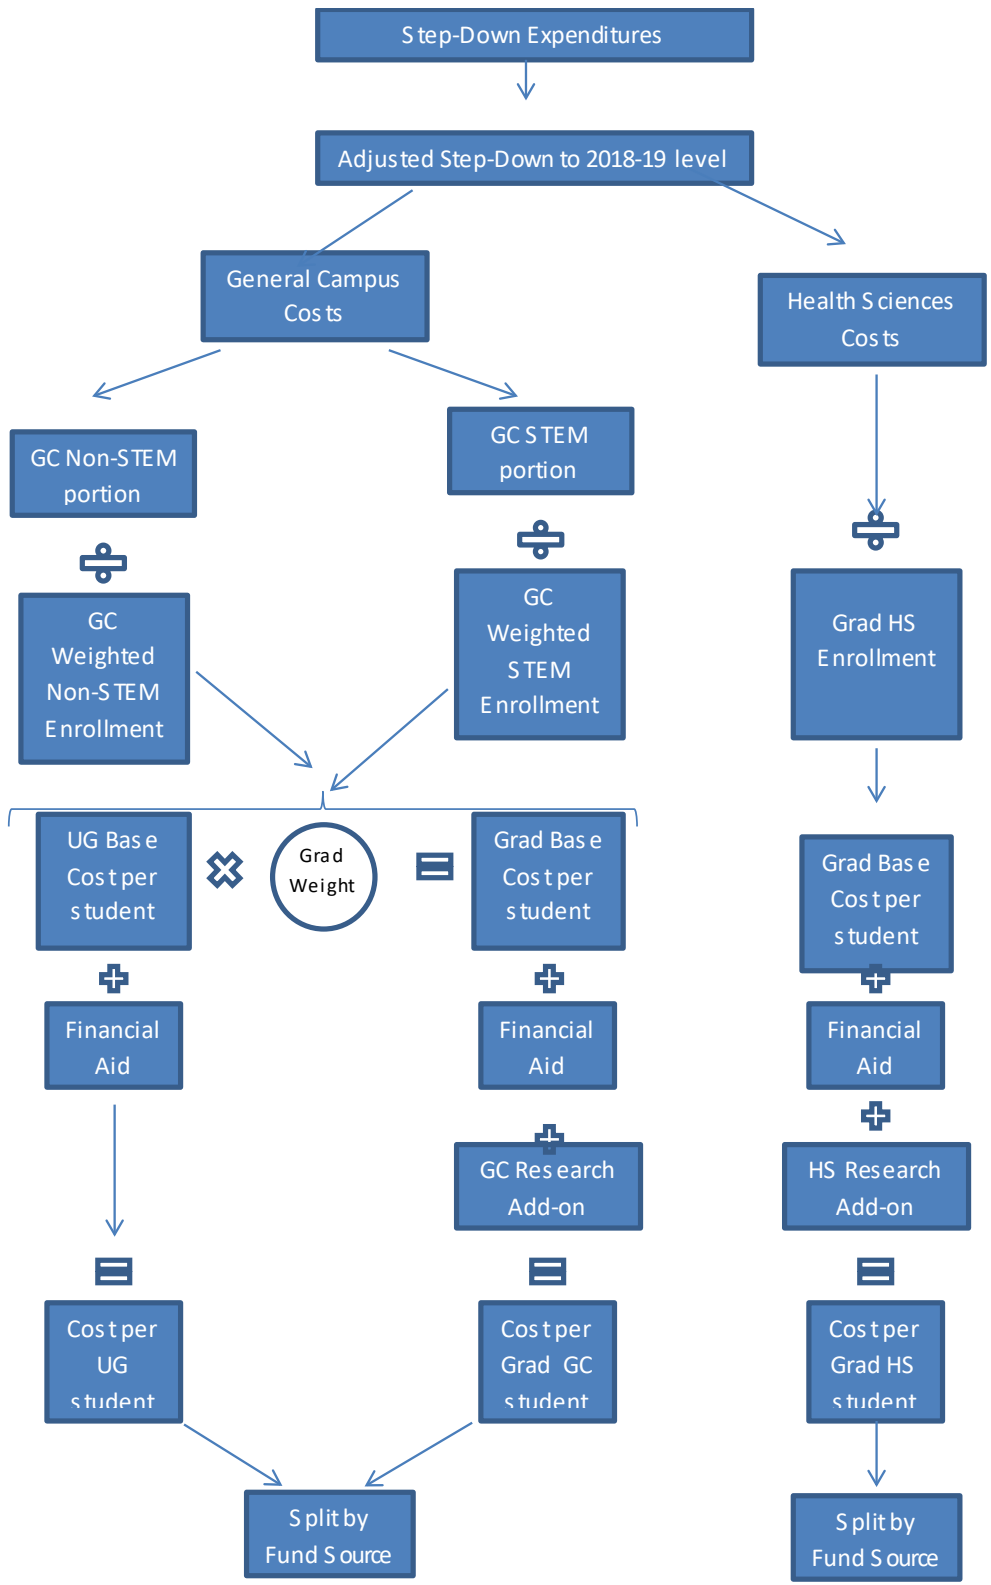 Step-Down Expenditures
Adjusted Step-Down to 2018-19 level
General Campus
Costs
Health Sciences
Costs
GC Non-STEM
portion
GC STEM
portion
GC
Weighted
Non-STEM
Enrollment
GC
Weighted
STEM
Enrollment
Grad HS
Enrollment
UG Base
Cost per
student
Grad
Weight
Grad Base
Cost per
student
Grad Base
Cost per
student
Financial
Aid
Financial
Aid
Financial
Aid
GC Research
Add-on
HS Research
Add-on
Cost per
UG
student
Cost per
Grad GC
student
Cost per
Grad HS
student
Split by
Fund Source
Split by
Fund Source